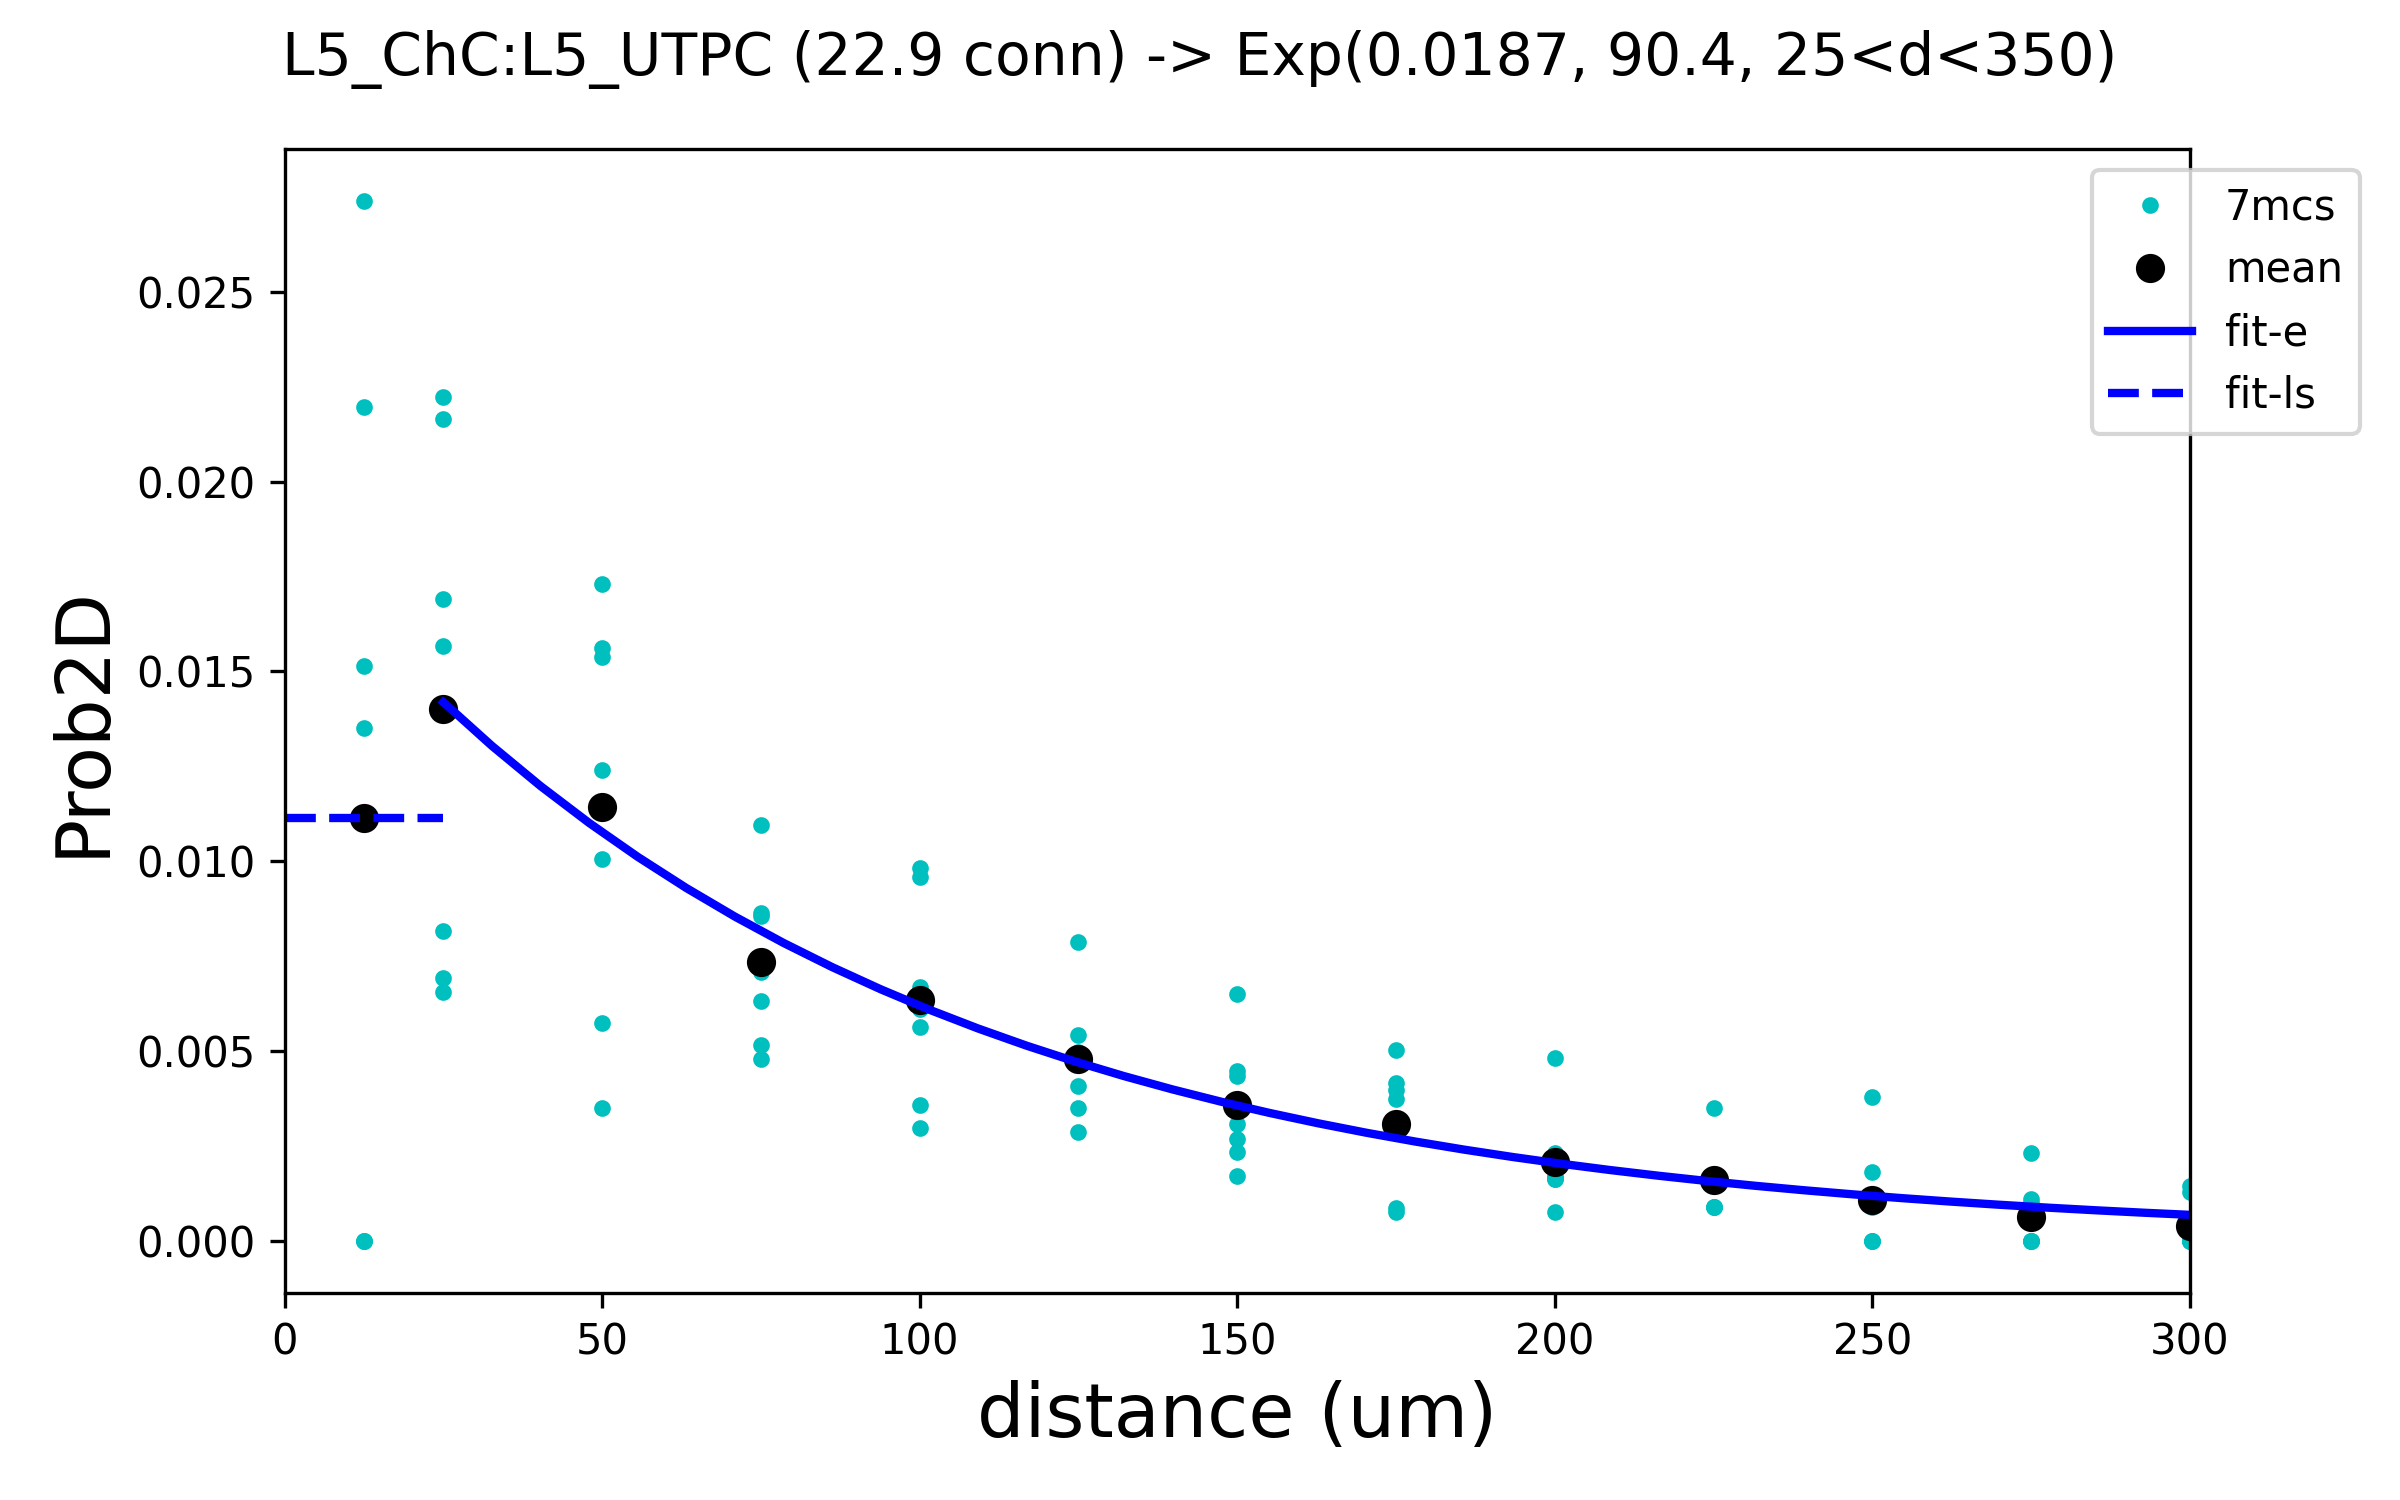 L5_ChC:L5_UTPC (22.9 conn) -> Exp(0.0187, 90.4, 25<d<350)
7mcs
mean
fit-e
fit-ls
Prob2D
0.025
0.020
0.015
0.010
0.005
0.000
0 50 100 150 200 250 300
distance (um)